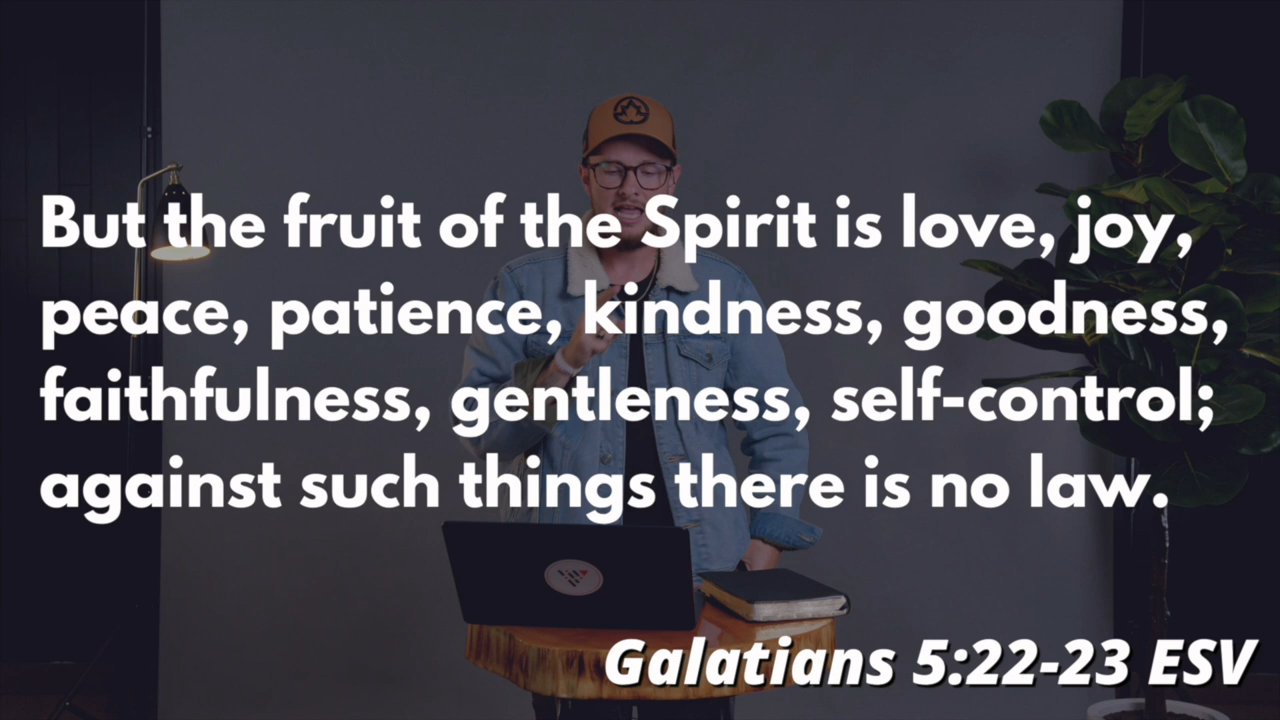 But the fruit of the Spirit is love, joy,
peace, patience, kindness, goodness,
faithfulness, gentleness, self-control;
against such things there is no law.
Galatians 5:22-23 ESV